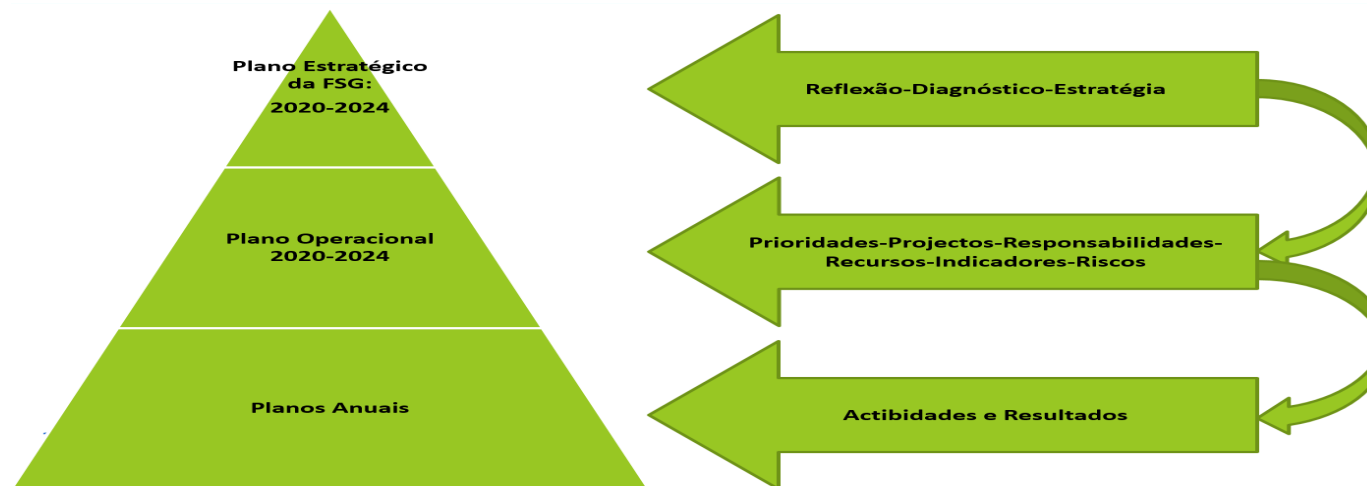 Plano Estratégico
da FSG:
2020-2024
Reflexão-Diagnóstico-Estratégia
Plano Operacional
2020-2024
Prioridades-Projectos-Responsabilidades-
Recursos-Indicadores-Riscos
Planos Anuais
Actibidades e Resultados